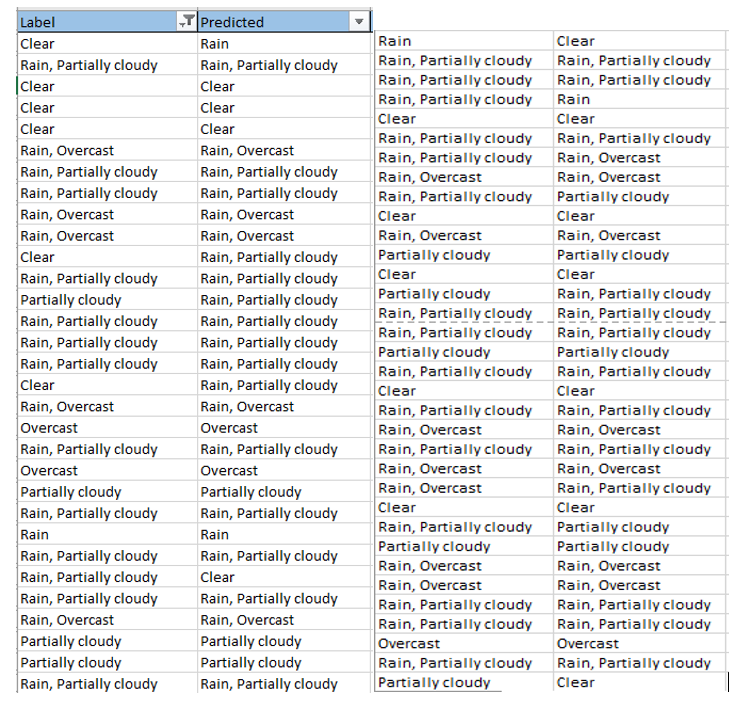 Label Predicted
Clear Rain
Rain, Partially cloudy Rain, Partially cloudy
Clear Clear
Clear Clear
Clear Clear
Rain, Overcast Rain, Overcast
Rain, Partially cloudy Rain, Partially cloudy
Rain, Partially cloudy Rain, Partially cloudy
Rain, Overcast Rain, Overcast
Rain, Overcast Rain, Overcast
Clear Rain, Partially cloudy
Rain, Partially cloudy Rain, Partially cloudy
Partially cloudy Rain, Partially cloudy
Rain, Partially cloudy Rain, Partially cloudy
Rain, Partially cloudy Rain, Partially cloudy
Rain, Partially cloudy Rain, Partially cloudy
Clear Rain, Partially cloudy
Rain, Overcast Rain, Overcast
Overcast Overcast
Rain, Partially cloudy Rain, Partially cloudy
Overcast Overcast
Partially cloudy Partially cloudy
Rain, Partially cloudy Rain, Partially cloudy
Rain Rain
Rain, Partially cloudy Rain, Partially cloudy
Rain, Partially cloudy Clear
Rain, Partially cloudy Rain, Partially cloudy
Rain, Overcast Rain, Overcast
Partially cloudy Partially cloudy
Partially cloudy Partially cloudy
Rain, Partially cloudy Rain, Partially cloudy
Rain Clear
Rain, Partially cloudy Rain, Partially cloudy
Rain, Partially cloudy Rain, Partially cloudy
Rain, Partially cloudy Rain
Clear Clear
Rain, Partially cloudy Rain, Partially cloudy
Rain, Partially cloudy Rain, Overcast
Rain, Overcast Rain, Overcast
Rain, Partially cloudy Partially cloudy
Clear Clear
Rain, Overcast Rain, Overcast
Partially cloudy Partially cloudy
Clear Clear
Partially cloudy Rain, Partially cloudy
Rain, Partially cloudy Rain, Partially cloudy
Rain, Partially cloudy Rain, Partially cloudy
Partially cloudy Partially cloudy
Rain, Partially cloudy Rain, Partially cloudy
Clear Clear
Rain, Partially cloudy Rain, Partially cloudy
Rain, Overcast Rain, Overcast
Rain, Partially cloudy Rain, Partially cloudy
Rain, Overcast Rain, Overcast
Rain, Overcast Rain, Partially cloudy
Clear Clear
Rain, Partially cloudy Partially cloudy
Partially cloudy Partially cloudy
Rain, Overcast Rain, Overcast
Rain, Overcast Rain, Overcast
Rain, Partially cloudy Rain, Partially cloudy
Rain, Partially cloudy Rain, Partially cloudy
Overcast Overcast
Rain, Partially cloudy Rain, Partially cloudy
Partially cloudy Clear